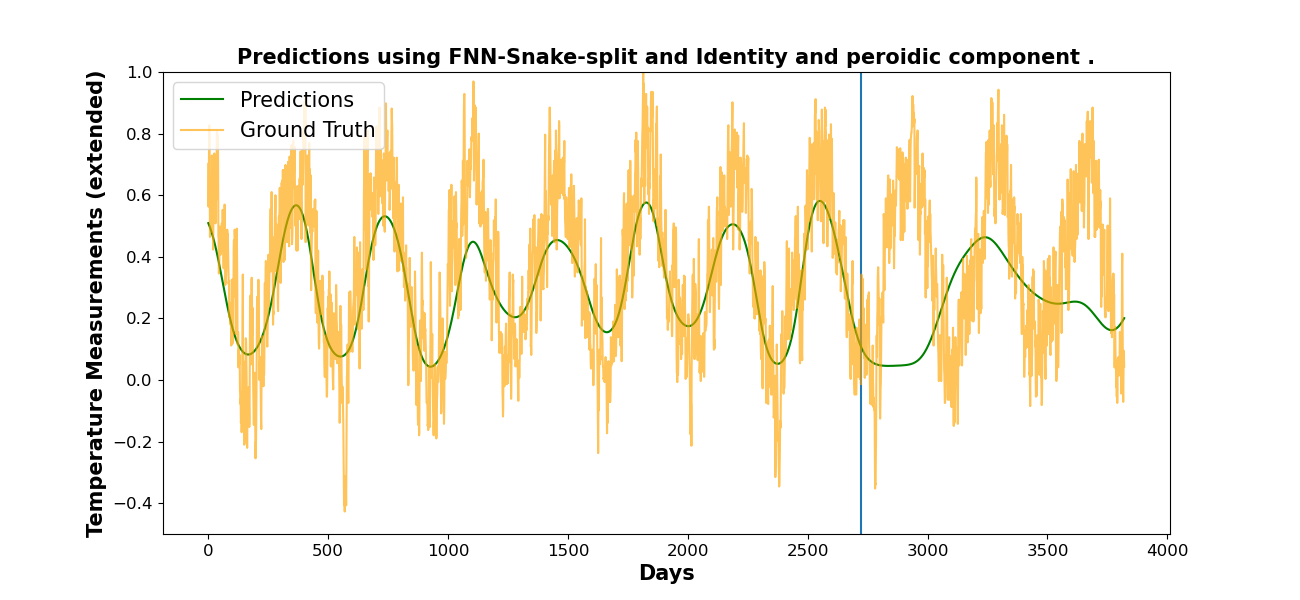 Predictions using FNN-Snake-split and Identity and peroidic component .
Temperature Measurements (extended)
1.0
0.8
0.6
0.4
0.2
0.0
−0.2
−0.4
Predictions
Ground Truth
0 500 1000 1500 2000 2500 3000 3500 4000
Days